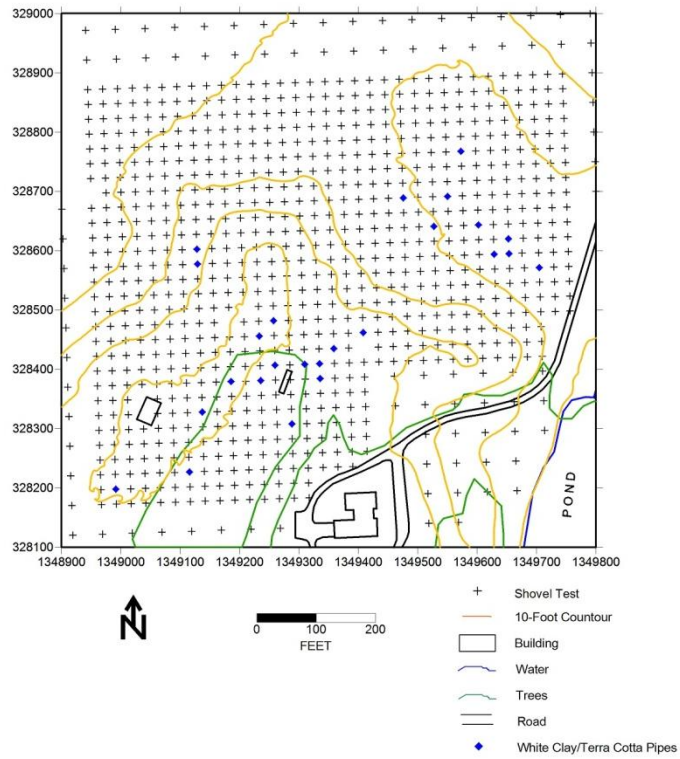 329000
328900
328800
328700
328600
328500
328400
328300
328200
328100
1348900 1349000 1349100 1349200 1349300 1349400 1349500 1349600 1349700 1349800
POND
N
0 100 200
FEET
Shovel Test
10-Foot Countour
Building
Water
Trees
Road
White Clay/Terra Cotta Pipes